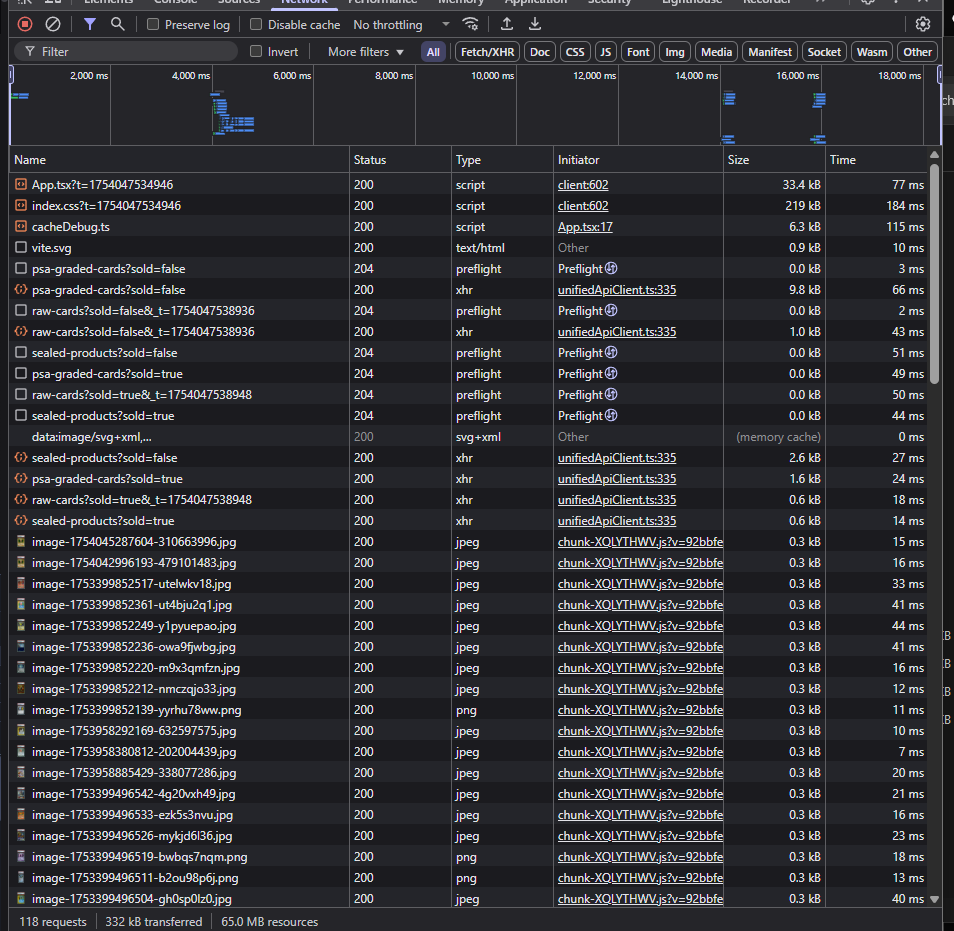 Elements Console Sources Network Performance Memory Application Security Lighthouse Recorder
Preserve log Disable cache No throttling
Filter Invert More filters All Fetch/XHR Doc CSS JS Font Img Media Manifest Socket Wasm Other
2,000 ms 4,000 ms 6,000 ms 8,000 ms 10,000 ms 12,000 ms 14,000 ms 16,000 ms 18,000 ms
Name Status Type Initiator Size Time
App.tsx?t=1754047534946 200 script client:602 33.4 kB 77 ms
index.css?t=1754047534946 200 script client:602 219 kB 184 ms
cacheDebug.ts 200 script App.tsx:17 6.3 kB 115 ms
vite.svg 200 text/html Other 0.9 kB 10 ms
psa-graded-cards?sold=false 204 preflight Preflight 0.0 kB 3 ms
psa-graded-cards?sold=false 200 xhr unifiedApiClient.ts:335 9.8 kB 66 ms
raw-cards?sold=false&_t=1754047538936 204 preflight Preflight 0.0 kB 2 ms
raw-cards?sold=false&_t=1754047538936 200 xhr unifiedApiClient.ts:335 1.0 kB 43 ms
sealed-products?sold=false 204 preflight Preflight 0.0 kB 51 ms
psa-graded-cards?sold=true 204 preflight Preflight 0.0 kB 49 ms
raw-cards?sold=true&_t=1754047538948 204 preflight Preflight 0.0 kB 50 ms
sealed-products?sold=true 204 preflight Preflight 0.0 kB 44 ms
data:image/svg+xml,... 200 svg+xml Other (memory cache) 0 ms
sealed-products?sold=false 200 xhr unifiedApiClient.ts:335 2.6 kB 27 ms
psa-graded-cards?sold=true 200 xhr unifiedApiClient.ts:335 1.6 kB 24 ms
raw-cards?sold=true&_t=1754047538948 200 xhr unifiedApiClient.ts:335 0.6 kB 18 ms
sealed-products?sold=true 200 xhr unifiedApiClient.ts:335 0.6 kB 14 ms
image-1754045287604-310663996.jpg 200 jpeg chunk-XQLYTHWV.js?v=92bbfe 0.3 kB 15 ms
image-1754042996193-479101483.jpg 200 jpeg chunk-XQLYTHWV.js?v=92bbfe 0.3 kB 16 ms
image-1753399852517-utelwkv18.jpg 200 jpeg chunk-XQLYTHWV.js?v=92bbfe 0.3 kB 33 ms
image-1753399852361-ut4bju2q1.jpg 200 jpeg chunk-XQLYTHWV.js?v=92bbfe 0.3 kB 41 ms
image-1753399852249-y1pyuepao.jpg 200 jpeg chunk-XQLYTHWV.js?v=92bbfe 0.3 kB 44 ms
image-1753399852236-owa9fjwbg.jpg 200 jpeg chunk-XQLYTHWV.js?v=92bbfe 0.3 kB 41 ms
image-1753399852220-m9x3qmfzn.jpg 200 jpeg chunk-XQLYTHWV.js?v=92bbfe 0.3 kB 16 ms
image-1753399852212-nmczqjo33.jpg 200 jpeg chunk-XQLYTHWV.js?v=92bbfe 0.3 kB 12 ms
image-1753399852139-yyrhu78ww.png 200 png chunk-XQLYTHWV.js?v=92bbfe 0.3 kB 11 ms
image-1753958292169-632597575.jpg 200 jpeg chunk-XQLYTHWV.js?v=92bbfe 0.3 kB 10 ms
image-1753958380812-202004439.jpg 200 jpeg chunk-XQLYTHWV.js?v=92bbfe 0.3 kB 7 ms
image-1753958885429-338077286.jpg 200 jpeg chunk-XQLYTHWV.js?v=92bbfe 0.3 kB 20 ms
image-1753399496542-4g20vxh49.jpg 200 jpeg chunk-XQLYTHWV.js?v=92bbfe 0.3 kB 21 ms
image-1753399496533-ezk5s3nvu.jpg 200 jpeg chunk-XQLYTHWV.js?v=92bbfe 0.3 kB 16 ms
image-1753399496526-mykjd6l36.jpg 200 jpeg chunk-XQLYTHWV.js?v=92bbfe 0.3 kB 23 ms
image-1753399496519-bwbqs7nqm.png 200 png chunk-XQLYTHWV.js?v=92bbfe 0.3 kB 18 ms
image-1753399496511-b2ou98p6j.png 200 png chunk-XQLYTHWV.js?v=92bbfe 0.3 kB 13 ms
image-1753399496504-gh0sp0lz0.jpg 200 jpeg chunk-XQLYTHWV.js?v=92bbfe 0.3 kB 40 ms
118 requests 332 kB transferred 65.0 MB resources